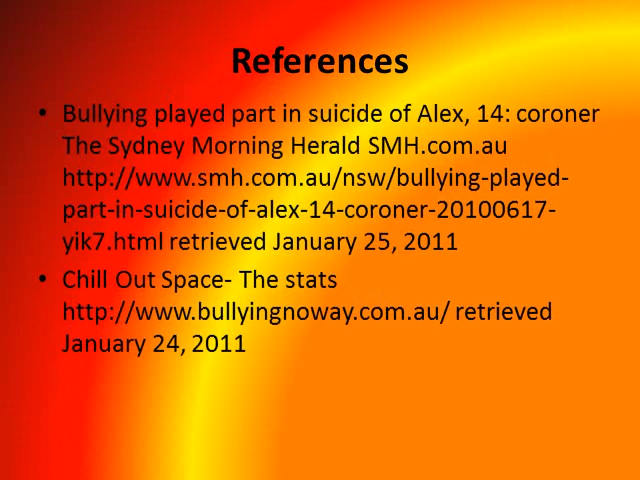 References
• Bullying played part in suicide of Alex, 14: coroner
The Sydney Morning Herald SMH.com.au
http://www.smh.com.au/nsw/bullying-played-
part-in-suicide-of-alex-14-coroner-20100617-
yik7.html retrieved January 25, 2011
• Chill Out Space- The stats
http://www.bullyingnoway.com.au/ retrieved
January 24, 2011